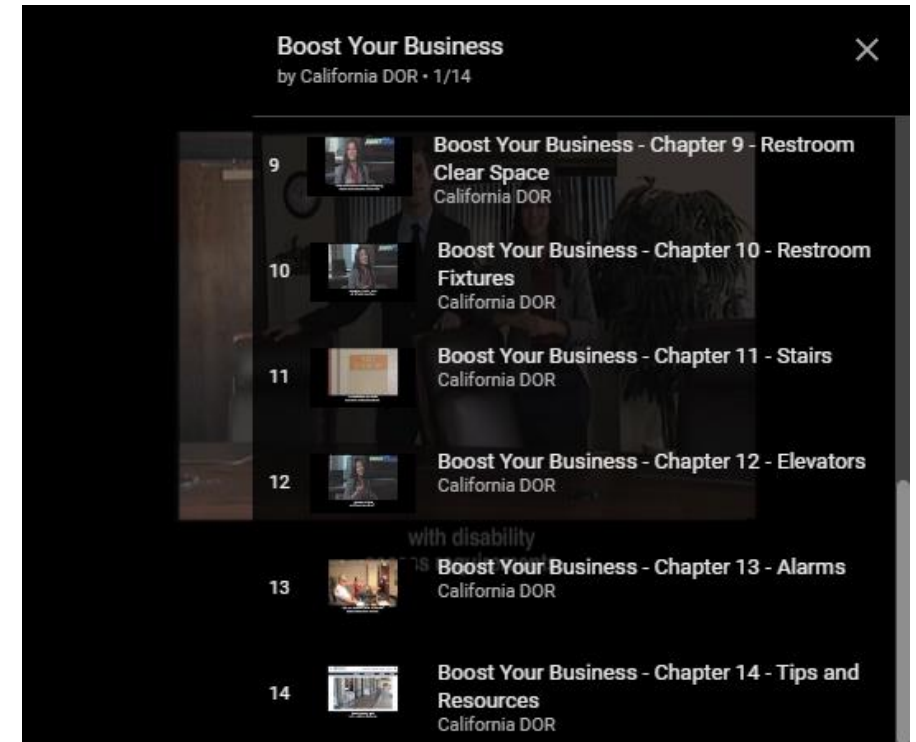 Boost Your Business
by California DOR • 1/14
9
Boost Your Business - Chapter 9 - Restroom
Clear Space
California DOR
10
Boost Your Business - Chapter 10 - Restroom
Fixtures
California DOR
11
Boost Your Business - Chapter 11 - Stairs
California DOR
12
Boost Your Business - Chapter 12 - Elevators
California DOR
with disability
13
Boost Your Business - Chapter 13 - Alarms
California DOR
14
Boost Your Business - Chapter 14 - Tips and
Resources
California DOR